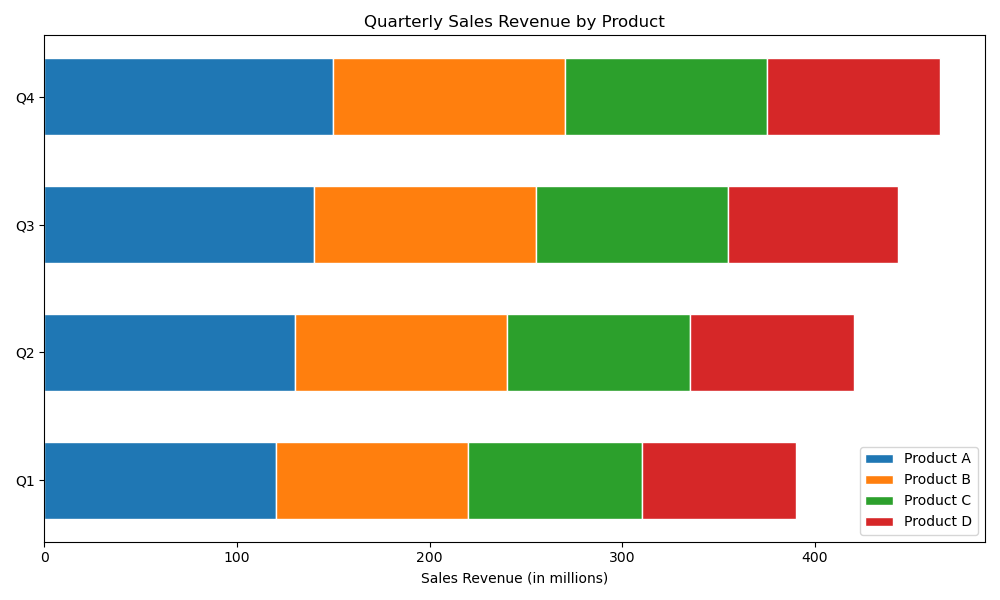 Quarterly Sales Revenue by Product
Q4
Q3
Q2
Q1
Product A
Product B
Product C
Product D
0 100 200 300 400
Sales Revenue (in millions)